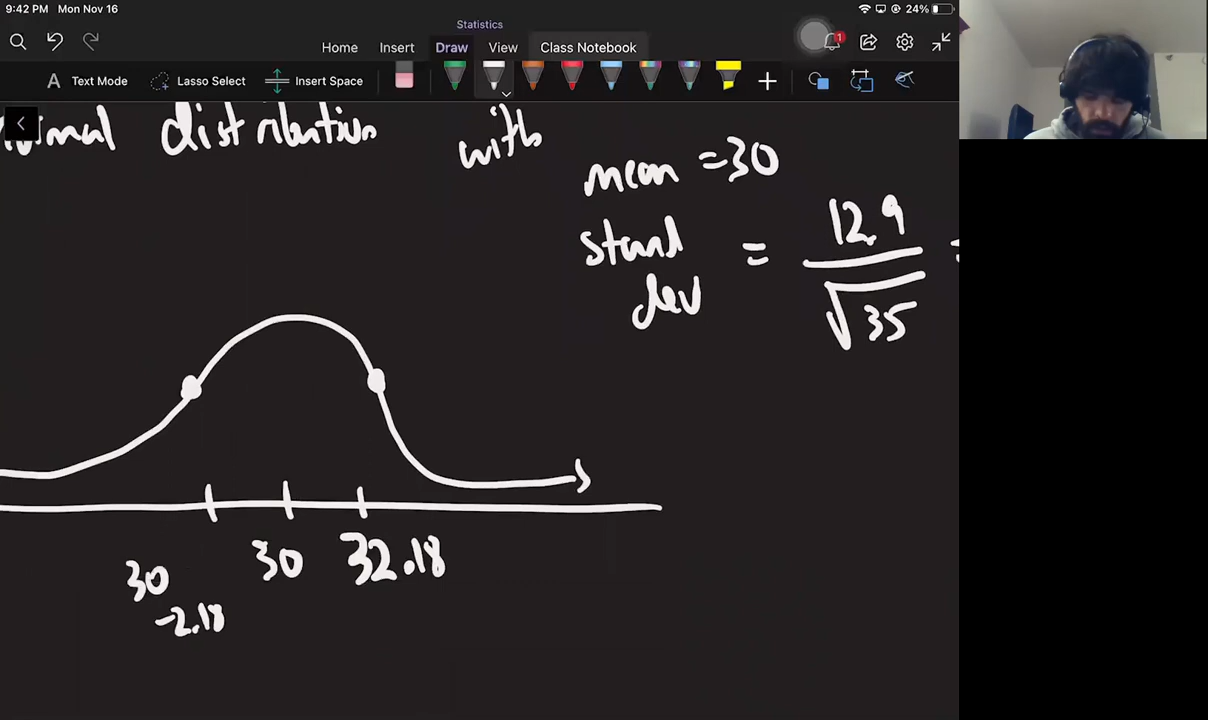 9:42 PM Mon Nov 16
24%
Statistics
Home Insert Draw View Class Notebook
1
Text Mode Lasso Select Insert Space
distribution with
mean =30
stand dev = 12.9 / √35 =
30 30 32.18
-2.18